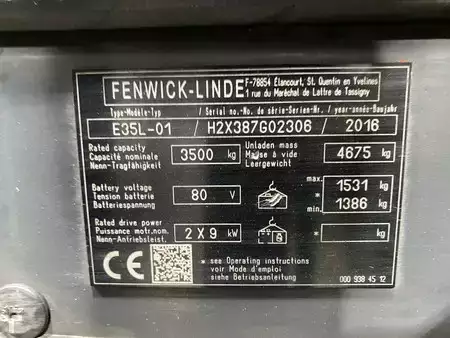 FENWICK-LINDE F-78854 Élancourt, St. Quentin en Yvelines
1 rue du Maréchal de Lattre de Tassigny
Type-Modèle-Typ / Serial no.-No. de série-Serien-Nr. / year-année-Baujahr
E35L-01 / H2X387G02306 / 2016
Rated capacity
Capacité nominale 3500 kg
Nenn-Tragfähigkeit
Unladen mass
Masse à vide 4675 kg
Leergewicht
Battery voltage
Tension batterie 80 V
Batteriespannung
max. 1531 kg
*
min. 1386 kg
Rated drive power
Puissance motr.nom. 2 X 9 kW
Nenn-Antriebsleist.
* kg
CE
* see Operating instructions
voir Mode d'emploi
siehe Betriebsanleitung
000 938 45 12